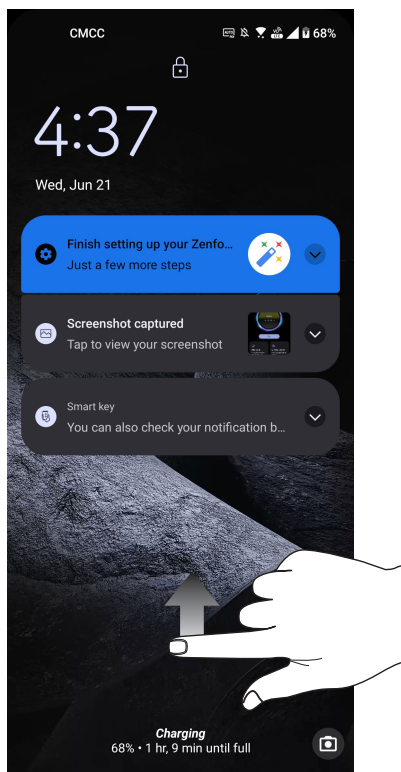 CMCC 68%
4:37
Wed, Jun 21
Finish setting up your Zenfo...
Just a few more steps
Screenshot captured
Tap to view your screenshot
Smart key
You can also check your notification b...
Charging
68% • 1 hr, 9 min until full